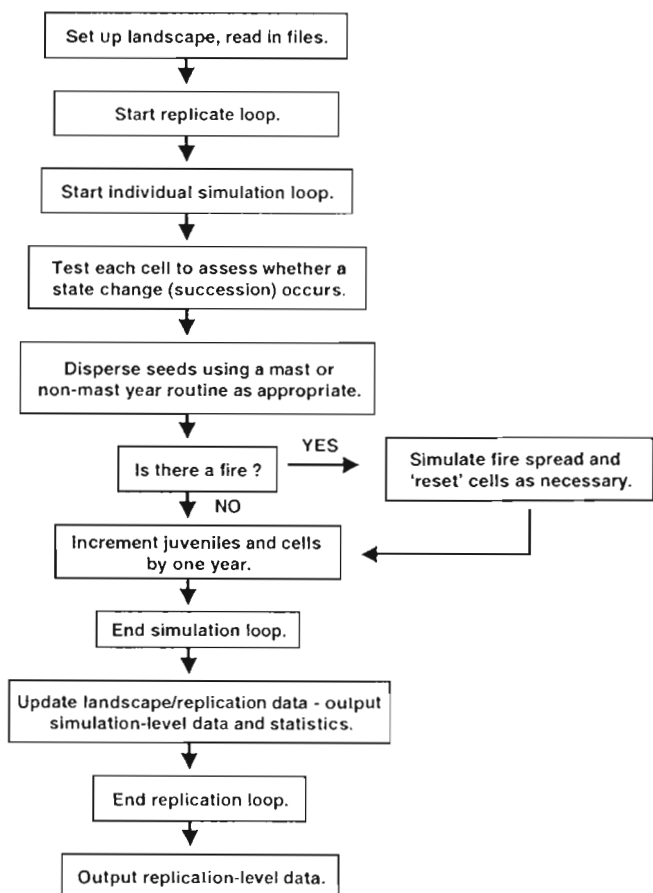 Set up landscape, read in files.
Start replicate loop.
Start individual simulation loop.
Test each cell to assess whether a
state change (succession) occurs.
Disperse seeds using a mast or
non-mast year routine as appropriate.
Is there a fire ?
YES
Simulate fire spread and
'reset' cells as necessary.
NO
Increment juveniles and cells
by one year.
End simulation loop.
Update landscape/replication data - output
simulation-level data and statistics.
End replication loop.
Output replication-level data.